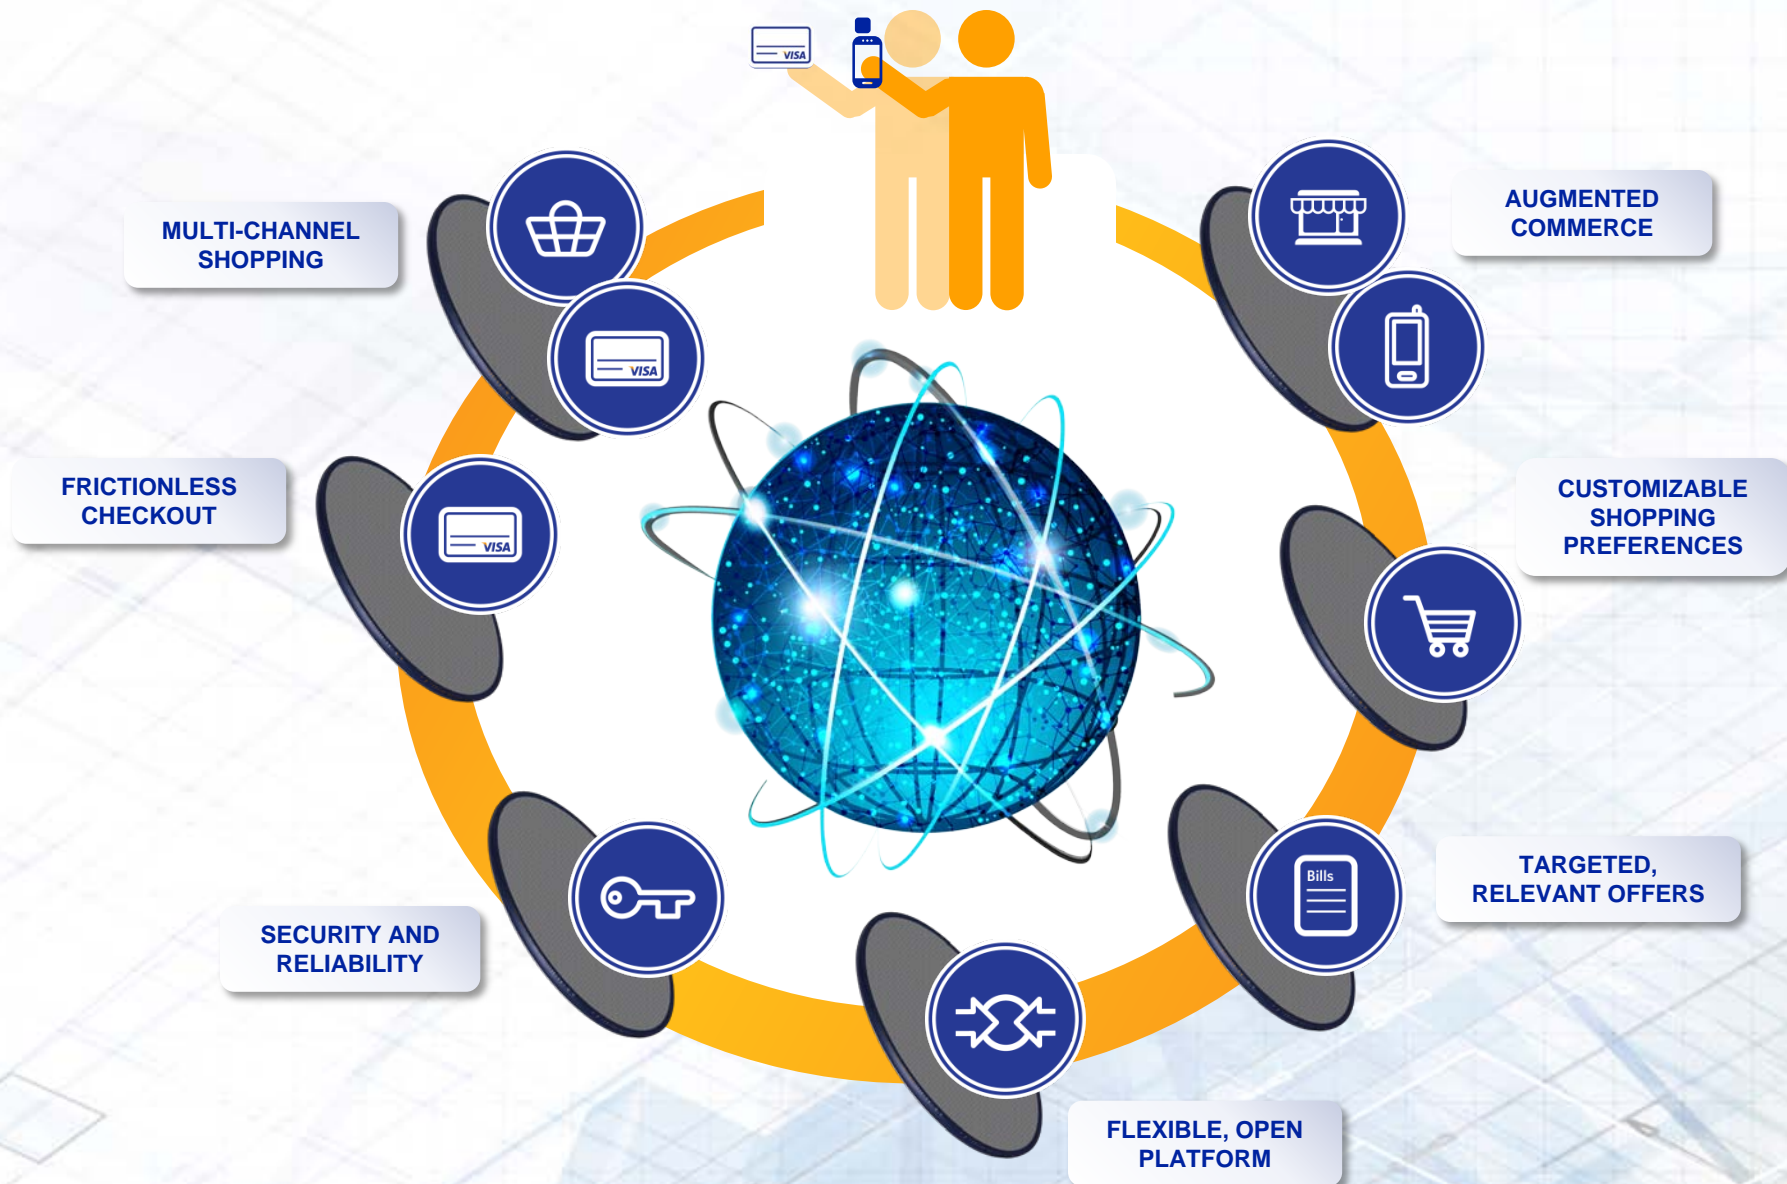 VISA
MULTI-CHANNEL
SHOPPING
VISA
AUGMENTED
COMMERCE
FRICTIONLESS
CHECKOUT
VISA
CUSTOMIZABLE
SHOPPING
PREFERENCES
SECURITY AND
RELIABILITY
Bills
TARGETED,
RELEVANT OFFERS
FLEXIBLE, OPEN
PLATFORM